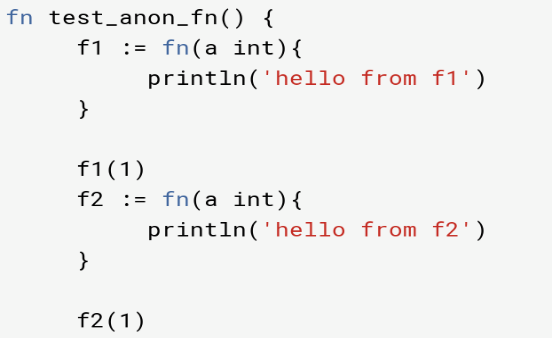 fn test_anon_fn() {
     f1 := fn(a int){
          println('hello from f1')
     }

     f1(1)
     f2 := fn(a int){
          println('hello from f2')
     }

     f2(1)